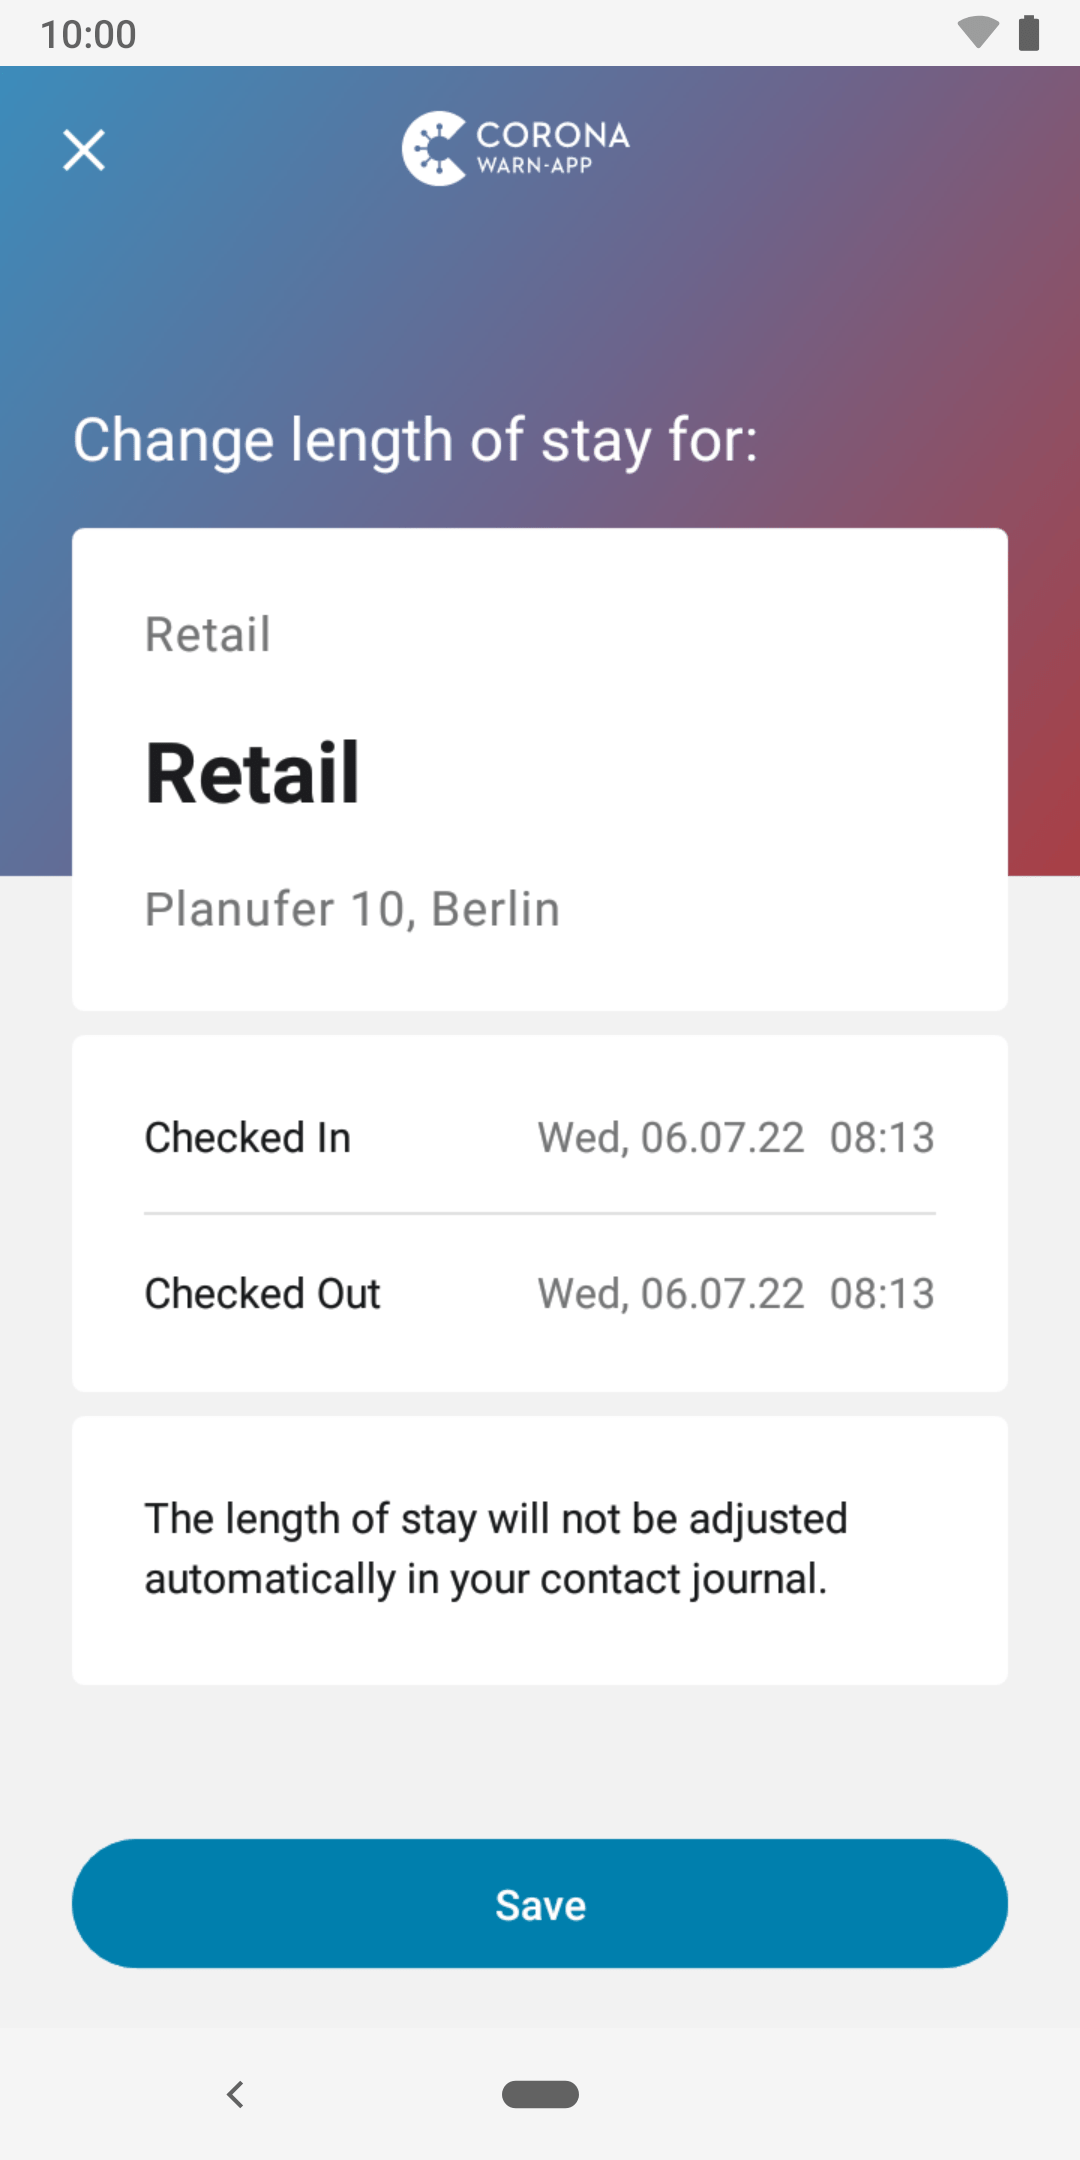 10:00
CORONA
WARN-APP
Change length of stay for:
Retail
Retail
Planufer 10, Berlin
Checked In Wed, 06.07.22 08:13
Checked Out Wed, 06.07.22 08:13
The length of stay will not be adjusted
automatically in your contact journal.
Save